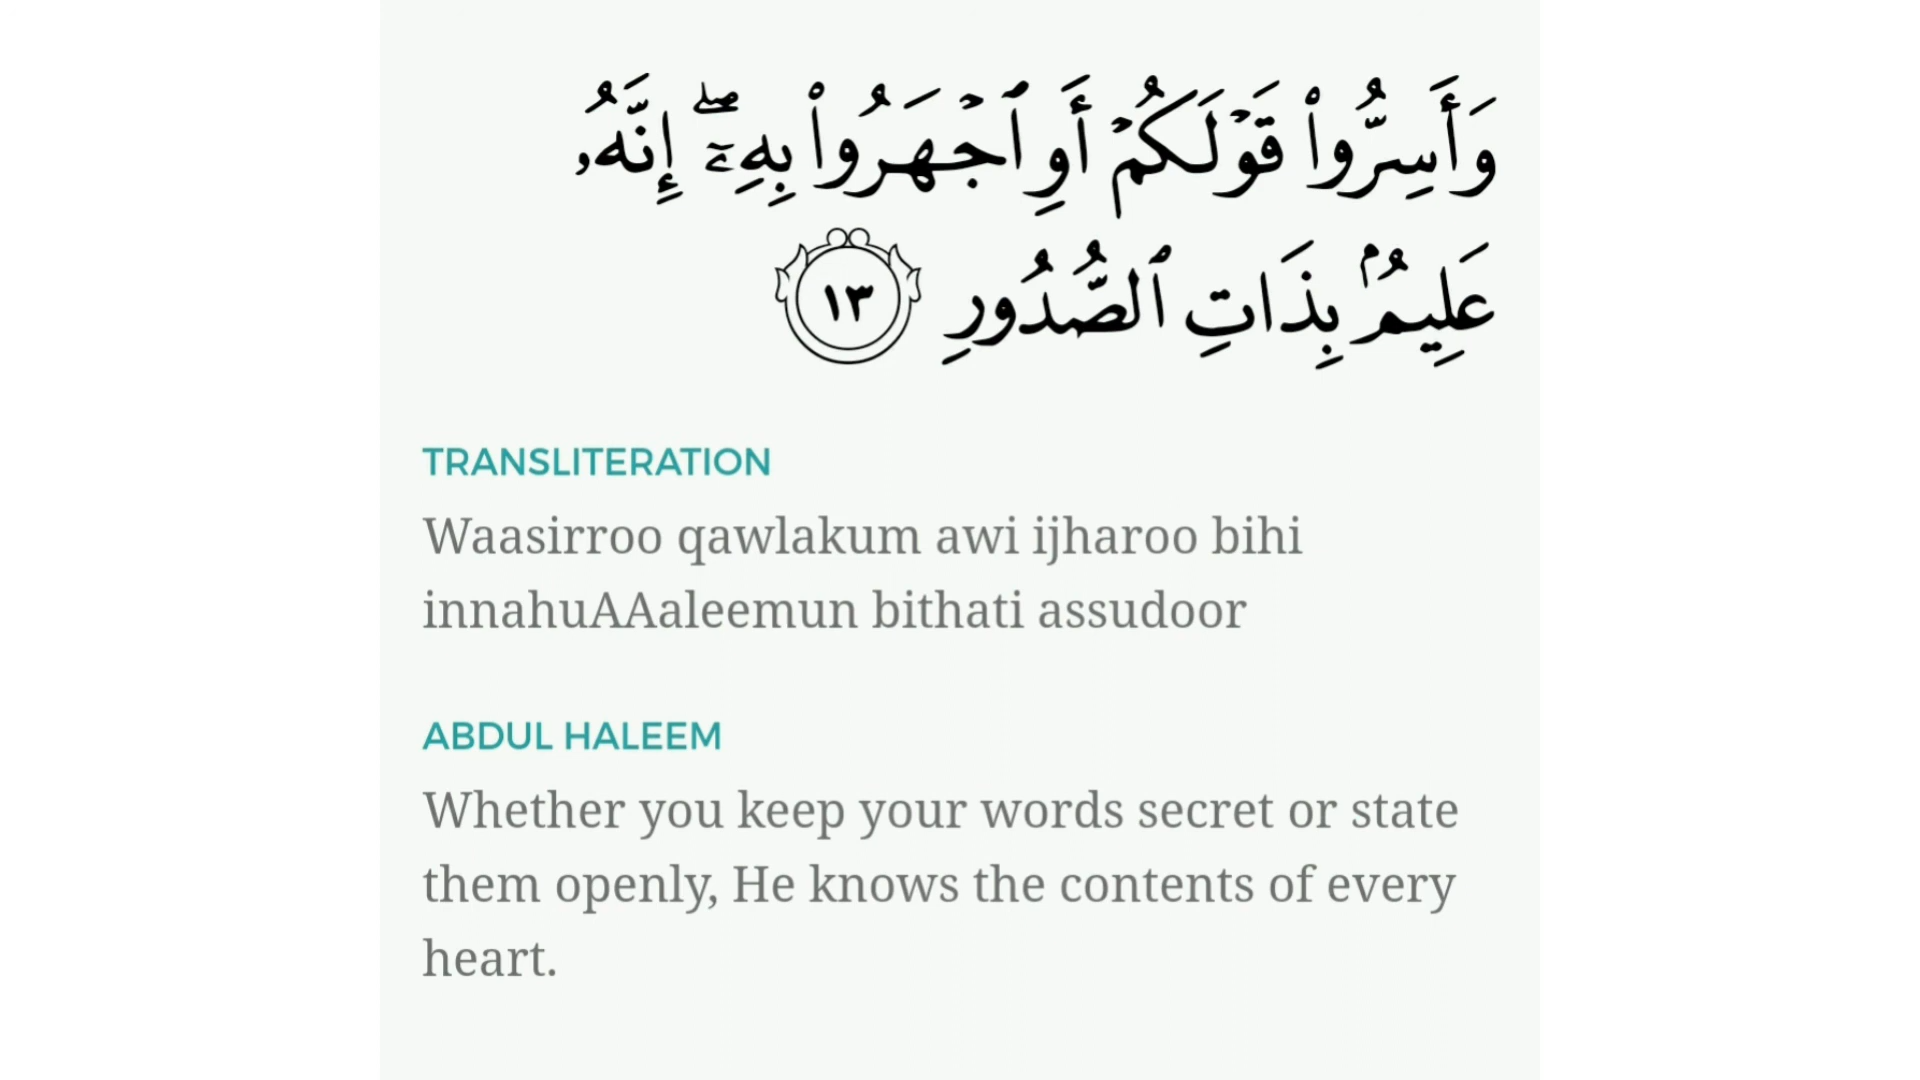 وَأَسِرُّوا۟ قَوْلَكُمْ أَوِ ٱجْهَرُوا۟ بِهِۦٓ ۖ إِنَّهُۥ
عَلِيمٌۢ بِذَاتِ ٱلصُّدُورِ ١٣
TRANSLITERATION
Waasirroo qawlakum awi ijharoo bihi
innahuAAaleemun bithati assudoor
ABDUL HALEEM
Whether you keep your words secret or state
them openly, He knows the contents of every
heart.